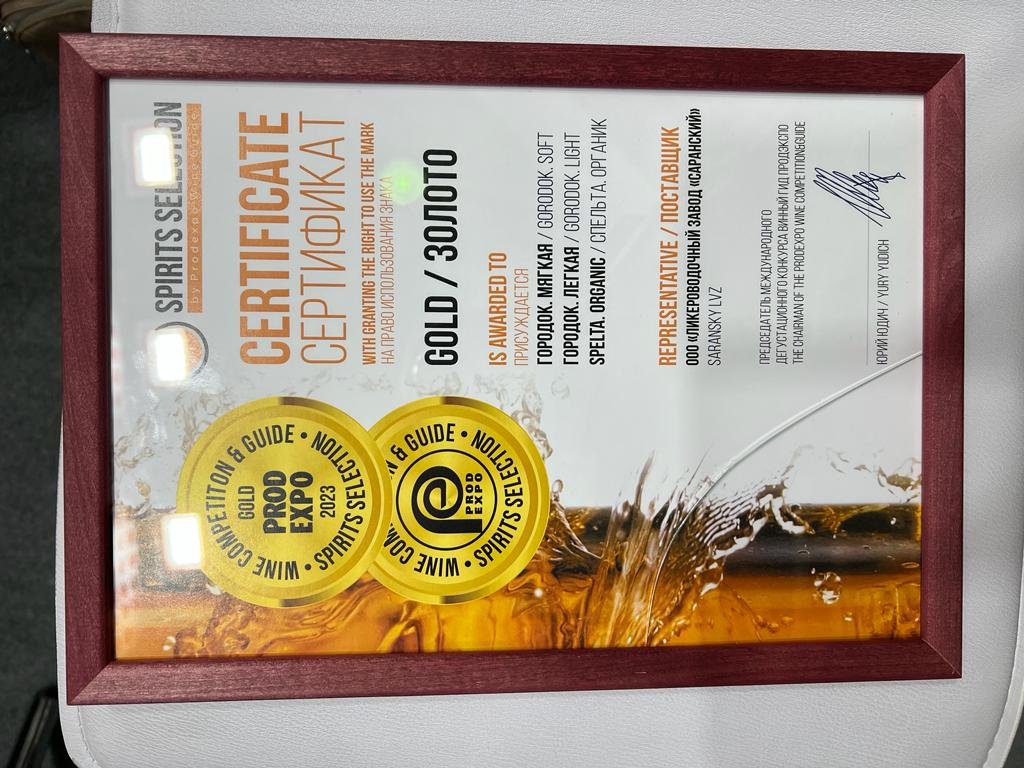 SPIRITS SELECTION
by Prodexpo Wine Guide
CERTIFICATE
СЕРТИФИКАТ
WITH GRANTING THE RIGHT TO USE THE MARK
НА ПРАВО ИСПОЛЬЗОВАНИЯ ЗНАКА
GOLD / ЗОЛОТО
IS AWARDED TO
ПРИСУЖДАЕТСЯ
ГОРОДОК. МЯГКАЯ / GORODOK. SOFT
ГОРОДОК. ЛЕГКАЯ / GORODOK. LIGHT
SPELTA. ORGANIC / СПЕЛЬТА. ОРГАНИК
REPRESENTATIVE / ПОСТАВЩИК
ООО «ЛИКЕРОВОДОЧНЫЙ ЗАВОД «САРАНСКИЙ»
SARANSKY LVZ
ПРЕДСЕДАТЕЛЬ МЕЖДУНАРОДНОГО
ДЕГУСТАЦИОННОГО КОНКУРСА ВИННЫЙ ГИД ПРОДЭКСПО
THE CHAIRMAN OF THE PRODEXPO WINE COMPETITION&GUIDE
ЮРИЙ ЮДИЧ / YURY YUDICH
WINE COMPETITON & GUIDE • NON
GOLD
PROD
EXPO
2023
• SPIRITS SELECTION
WINE COM
N & GUIDE • NON
PROD
EXPO
• SPIRITS SELECTION